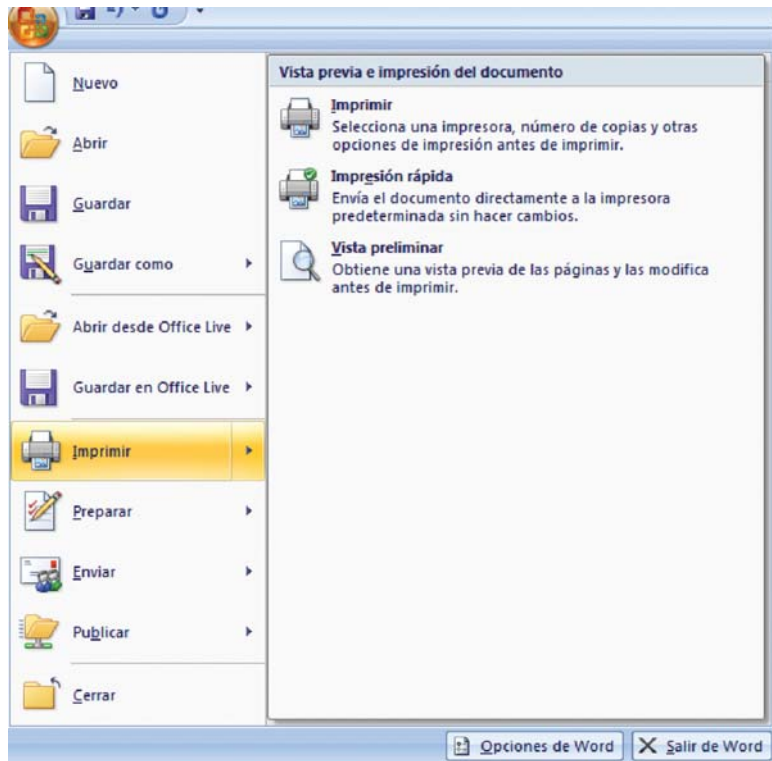 Nuevo
Abrir
Guardar
Guardar como
Abrir desde Office Live
Guardar en Office Live
Imprimir
Preparar
Enviar
Publicar
Cerrar
Vista previa e impresión del documento
Imprimir
Selecciona una impresora, número de copias y otras
opciones de impresión antes de imprimir.
Impresión rápida
Envía el documento directamente a la impresora
predeterminada sin hacer cambios.
Vista preliminar
Obtiene una vista previa de las páginas y las modifica
antes de imprimir.
Opciones de Word
Salir de Word